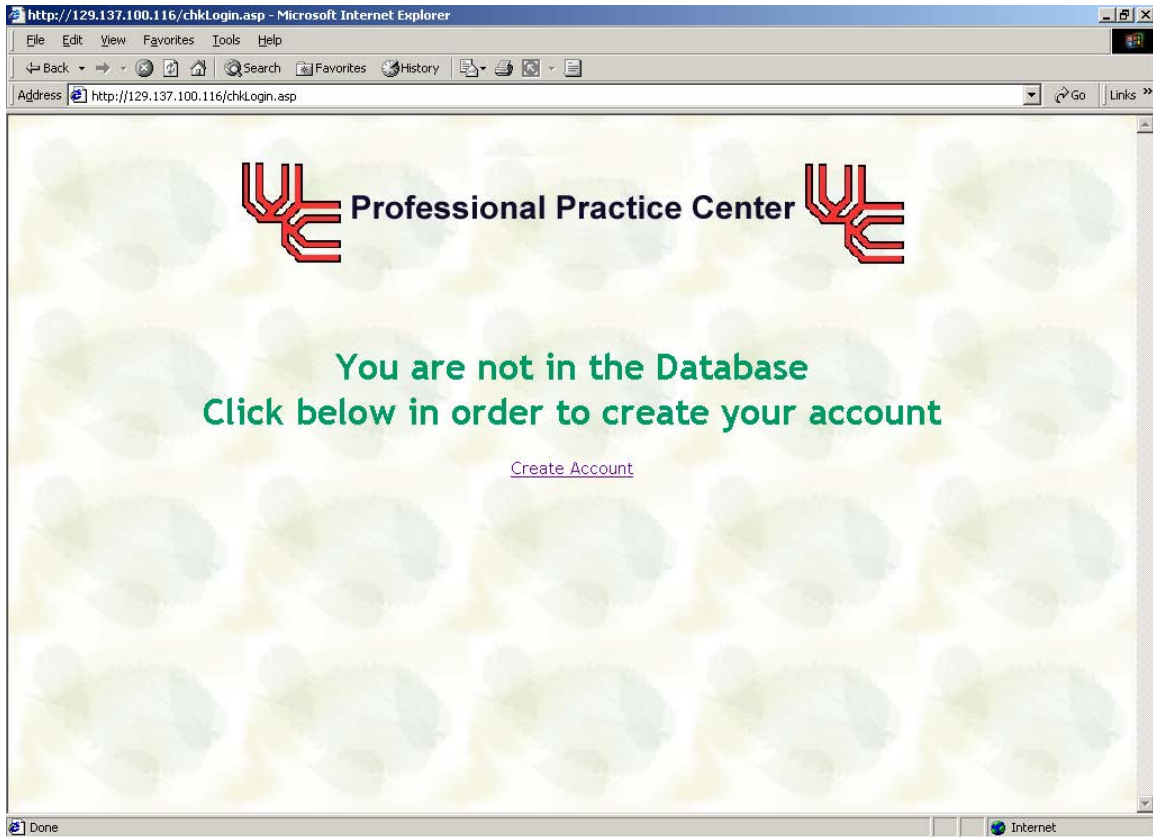 http://129.137.100.116/chkLogin.asp - Microsoft Internet Explorer
File Edit View Favorites Tools Help
Back Search Favorites History
Address http://129.137.100.116/chkLogin.asp Go Links »
UC Professional Practice Center UC
You are not in the Database
Click below in order to create your account
Create Account
Done Internet